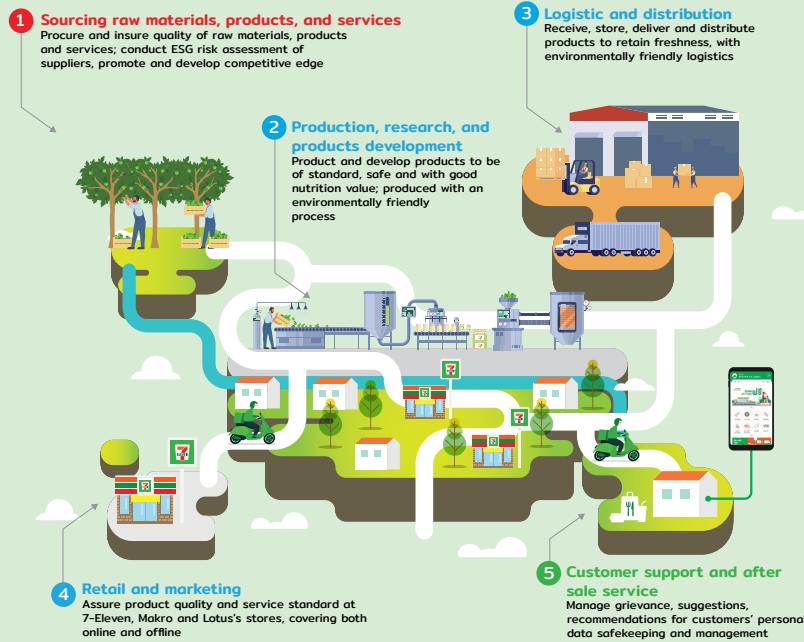 1 Sourcing raw materials, products, and services
Procure and insure quality of raw materials, products
and services; conduct ESG risk assessment of
suppliers, promote and develop competitive edge
2 Production, research, and
products development
Product and develop products to be
of standard, safe and with good
nutrition value; produced with an
environmentally friendly
process
3 Logistic and distribution
Receive, store, deliver and distribute
products to retain freshness, with
environmentally friendly logistics
4 Retail and marketing
Assure product quality and service standard at
7-Eleven, Makro and Lotus's stores, covering both
online and offline
5 Customer support and after
sale service
Manage grievance, suggestions,
recommendations for customers' persona
data safekeeping and management